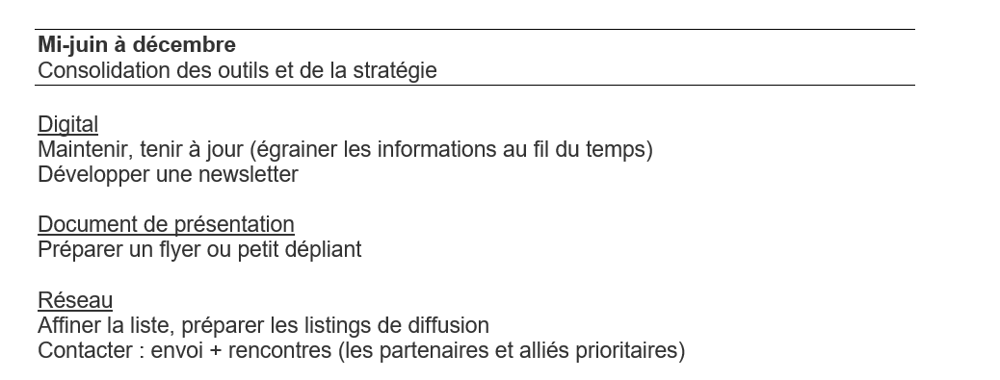 Mi-juin à décembre
Consolidation des outils et de la stratégie
Digital
Maintenir, tenir à jour (égrainer les informations au fil du temps)
Développer une newsletter
Document de présentation
Préparer un flyer ou petit dépliant
Réseau
Affiner la liste, préparer les listings de diffusion
Contacter : envoi + rencontres (les partenaires et alliés prioritaires)